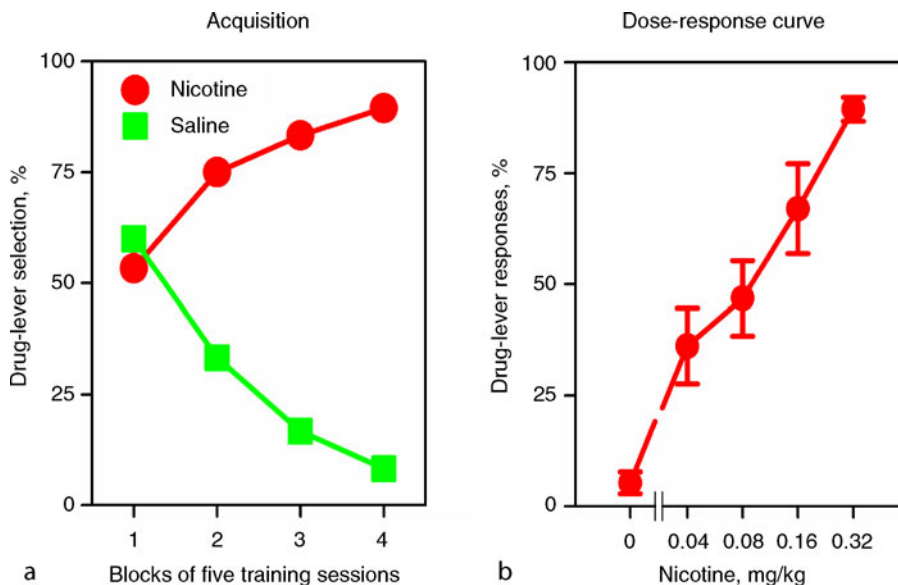 Acquisition
100
75
50
25
0
Drug-lever selection, %
Nicotine
Saline
1 2 3 4
a
Blocks of five training sessions
Dose-response curve
100
75
50
25
0
Drug-lever responses, %
0 0.04 0.08 0.16 0.32
b
Nicotine, mg/kg